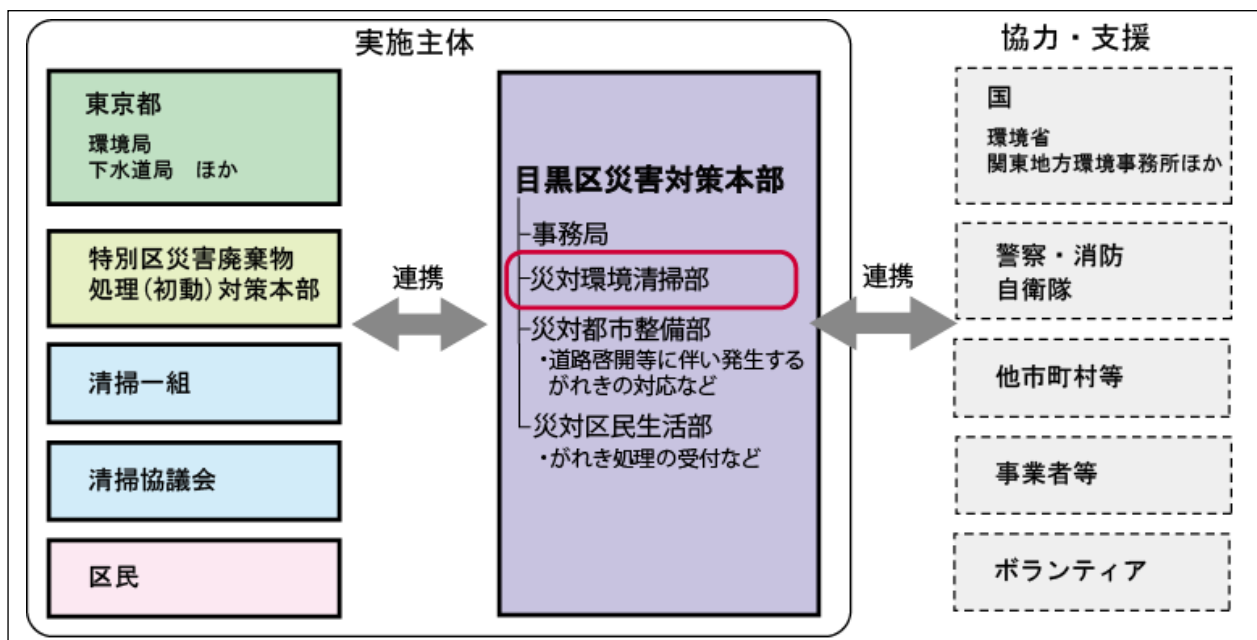 実施主体
東京都
環境局
下水道局　ほか
特別区災害廃棄物
処理(初動)対策本部
清掃一組
清掃協議会
区民
連携
目黒区災害対策本部
事務局
災対環境清掃部
災対都市整備部
・道路啓開等に伴い発生する
がれきの対応など
災対区民生活部
・がれき処理の受付など
連携
協力・支援
国
環境省
関東地方環境事務所ほか
警察・消防
自衛隊
他市町村等
事業者等
ボランティア